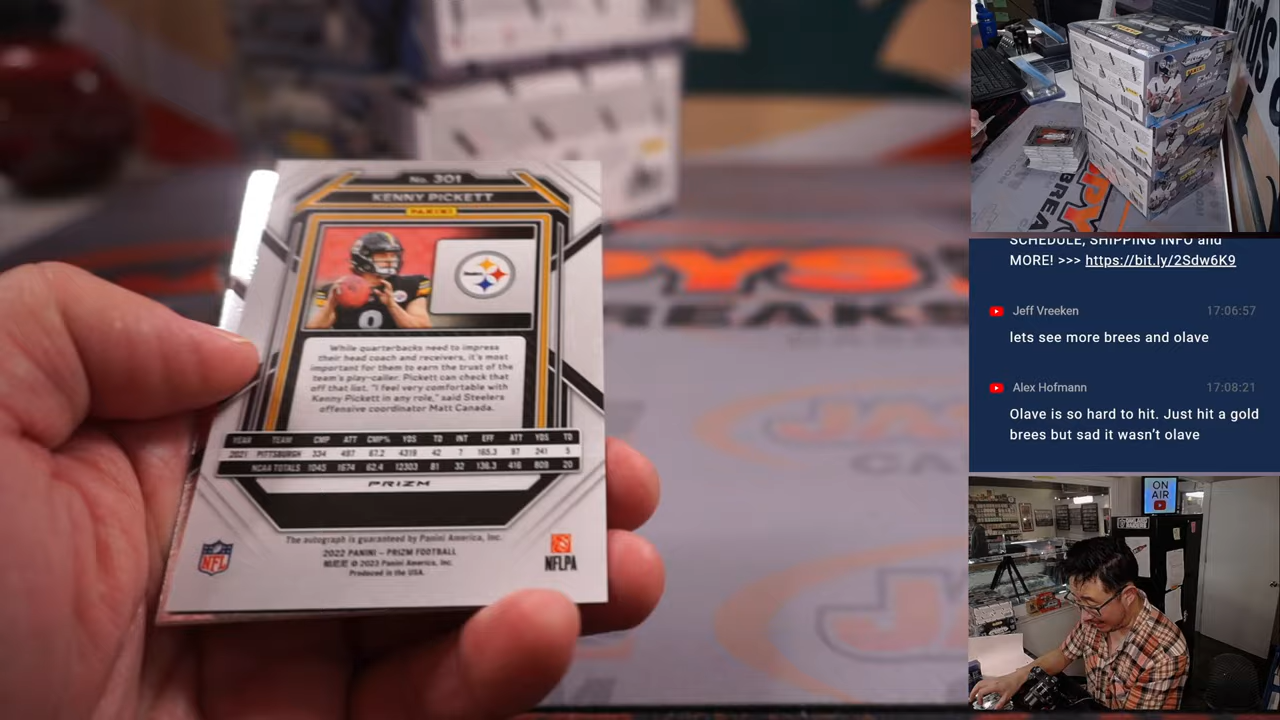 No. 301
KENNY PICKETT
PANINI
Steelers
While quarterbacks need to impress
their head coach and receivers, it's most
important for them to earn the trust of the
team's play-caller. Pickett can check that
off that list. "I feel very comfortable with
Kenny Pickett in any role," said Steelers
offensive coordinator Matt Canada.
YEAR TEAM CMP ATT CMP% YDS TD INT EFF ATT YDS TD
2021 PITTSBURGH 334 497 67.2 4319 42 7 165.3 97 241 5
NCAA TOTALS 1045 1674 62.4 12303 81 32 136.3 416 809 20
PRIZM
The autograph is guaranteed by Panini America, Inc.
2022 PANINI – PRIZM FOOTBALL
© 2023 Panini America, Inc.
Produced in the USA.
NFL
NFLPA
SCHEDULE, SHIPPING INFO and
MORE! >>> https://bit.ly/2Sdw6K9
Jeff Vreeken 17:06:57
lets see more brees and olave
Alex Hofmann 17:08:21
Olave is so hard to hit. Just hit a gold
brees but sad it wasn't olave
ON
AIR